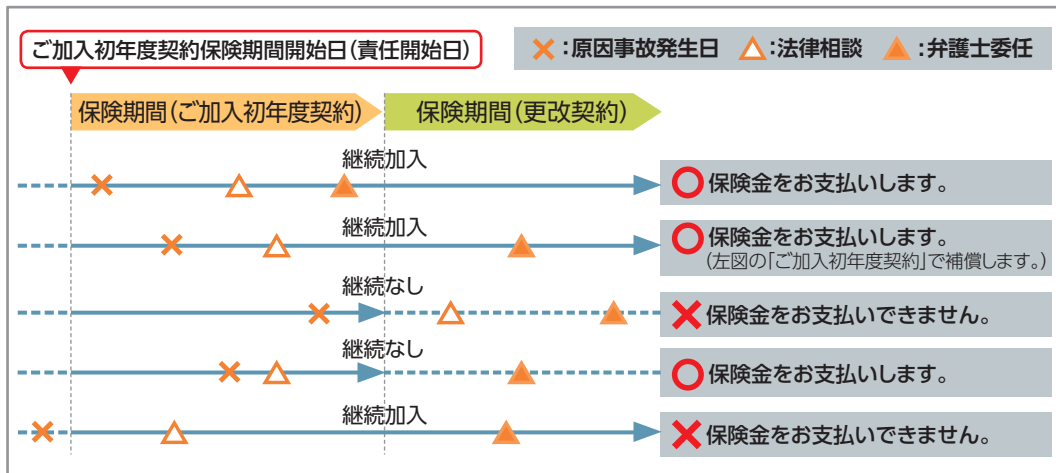 ご加入初年度契約保険期間開始日(責任開始日)
:原因事故発生日 :法律相談 :弁護士委任
保険期間(ご加入初年度契約) 保険期間(更改契約)
継続加入
保険金をお支払いします。
継続加入
保険金をお支払いします。
(左図の「ご加入初年度契約」で補償します。)
継続なし
保険金をお支払いできません。
継続なし
保険金をお支払いします。
継続加入
保険金をお支払いできません。